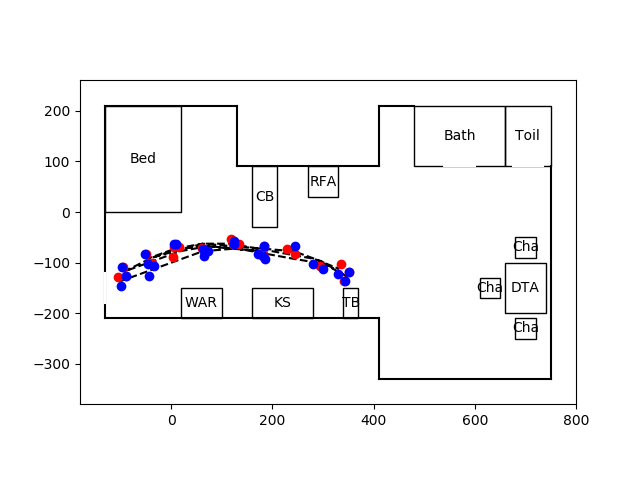 200
100
0
−100
−200
−300
0
200
400
600
800
Bed
CB
RFA
Bath
Toil
WAR
KS
TB
Cha
Cha
DTA
Cha